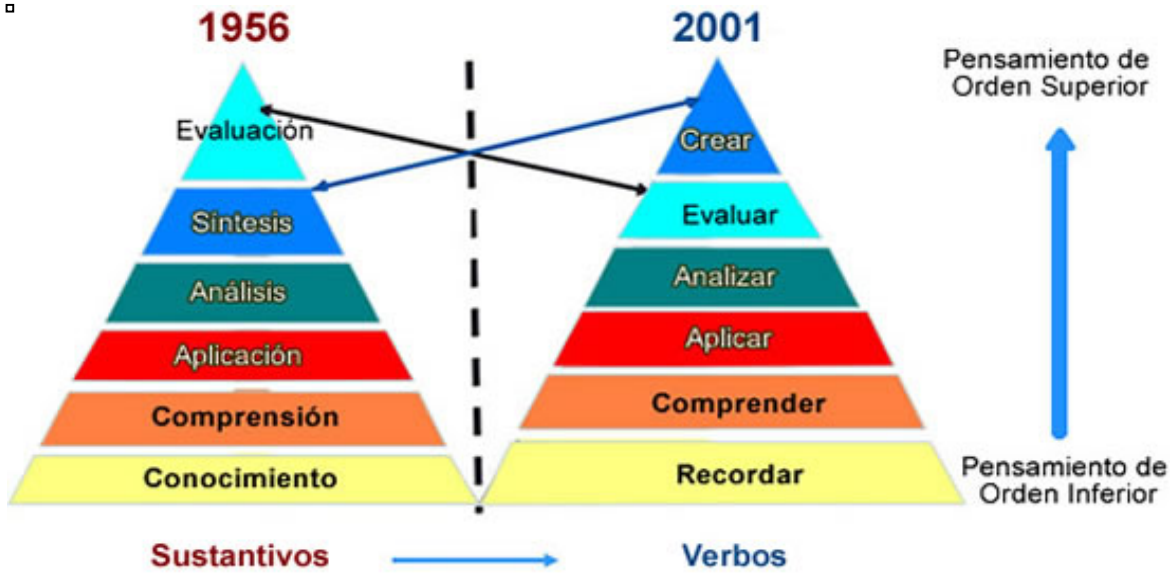 1956
Evaluación
Síntesis
Análisis
Aplicación
Comprensión
Conocimiento
Sustantivos
2001
Crear
Evaluar
Analizar
Aplicar
Comprender
Recordar
Verbos
Pensamiento de
Orden Superior
Pensamiento de
Orden Inferior